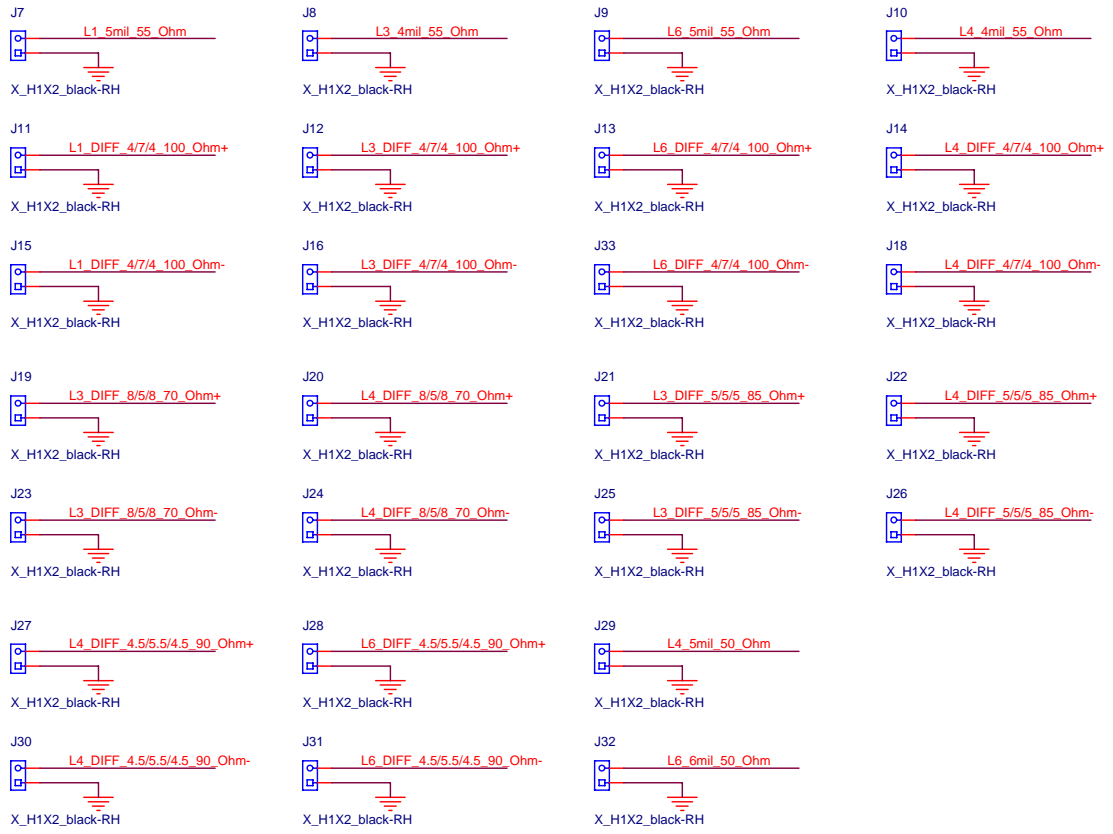 J7 J8 J9 J10
L1_5mil_55_Ohm L3_4mil_55_Ohm L6_5mil_55_Ohm L4_4mil_55_Ohm
X_H1X2_black-RH X_H1X2_black-RH X_H1X2_black-RH X_H1X2_black-RH
J11 J12 J13 J14
L1_DIFF_4/7/4_100_Ohm+ L3_DIFF_4/7/4_100_Ohm+ L6_DIFF_4/7/4_100_Ohm+ L4_DIFF_4/7/4_100_Ohm+
X_H1X2_black-RH X_H1X2_black-RH X_H1X2_black-RH X_H1X2_black-RH
J15 J16 J33 J18
L1_DIFF_4/7/4_100_Ohm- L3_DIFF_4/7/4_100_Ohm- L6_DIFF_4/7/4_100_Ohm- L4_DIFF_4/7/4_100_Ohm-
X_H1X2_black-RH X_H1X2_black-RH X_H1X2_black-RH X_H1X2_black-RH
J19 J20 J21 J22
L3_DIFF_8/5/8_70_Ohm+ L4_DIFF_8/5/8_70_Ohm+ L3_DIFF_5/5/5_85_Ohm+ L4_DIFF_5/5/5_85_Ohm+
X_H1X2_black-RH X_H1X2_black-RH X_H1X2_black-RH X_H1X2_black-RH
J23 J24 J25 J26
L3_DIFF_8/5/8_70_Ohm- L4_DIFF_8/5/8_70_Ohm- L3_DIFF_5/5/5_85_Ohm- L4_DIFF_5/5/5_85_Ohm-
X_H1X2_black-RH X_H1X2_black-RH X_H1X2_black-RH X_H1X2_black-RH
J27 J28 J29
L4_DIFF_4.5/5.5/4.5_90_Ohm+ L6_DIFF_4.5/5.5/4.5_90_Ohm+ L4_5mil_50_Ohm
X_H1X2_black-RH X_H1X2_black-RH X_H1X2_black-RH
J30 J31 J32
L4_DIFF_4.5/5.5/4.5_90_Ohm- L6_DIFF_4.5/5.5/4.5_90_Ohm- L6_6mil_50_Ohm
X_H1X2_black-RH X_H1X2_black-RH X_H1X2_black-RH